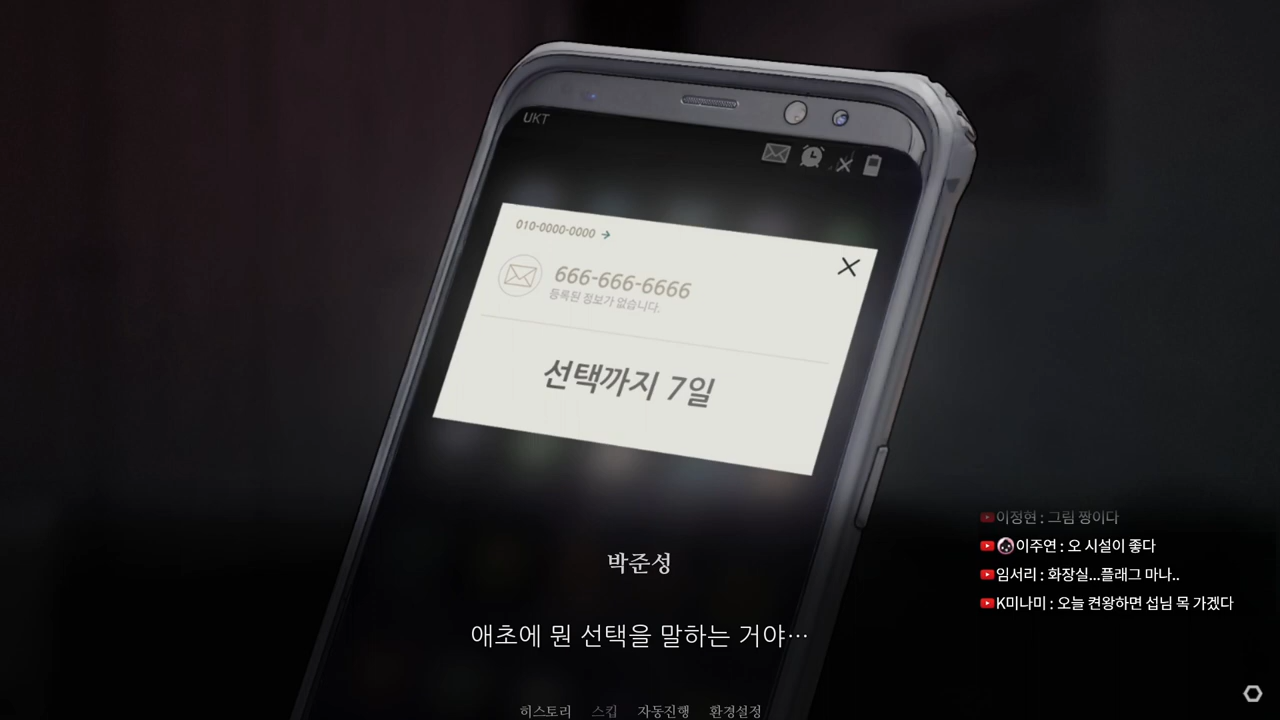 UKT
010-0000-0000 →
666-666-6666
등록된 정보가 없습니다.
선택까지 7일
박준성
애초에 뭔 선택을 말하는 거야…
히스토리 스킵 자동진행 환경설정
이정현 : 그림 짱이다
이주연 : 오 시설이 좋다
임서리 : 화장실...플래그 마냐..
K미나미 : 오늘 켠왕하면 섭님 목 가겠다